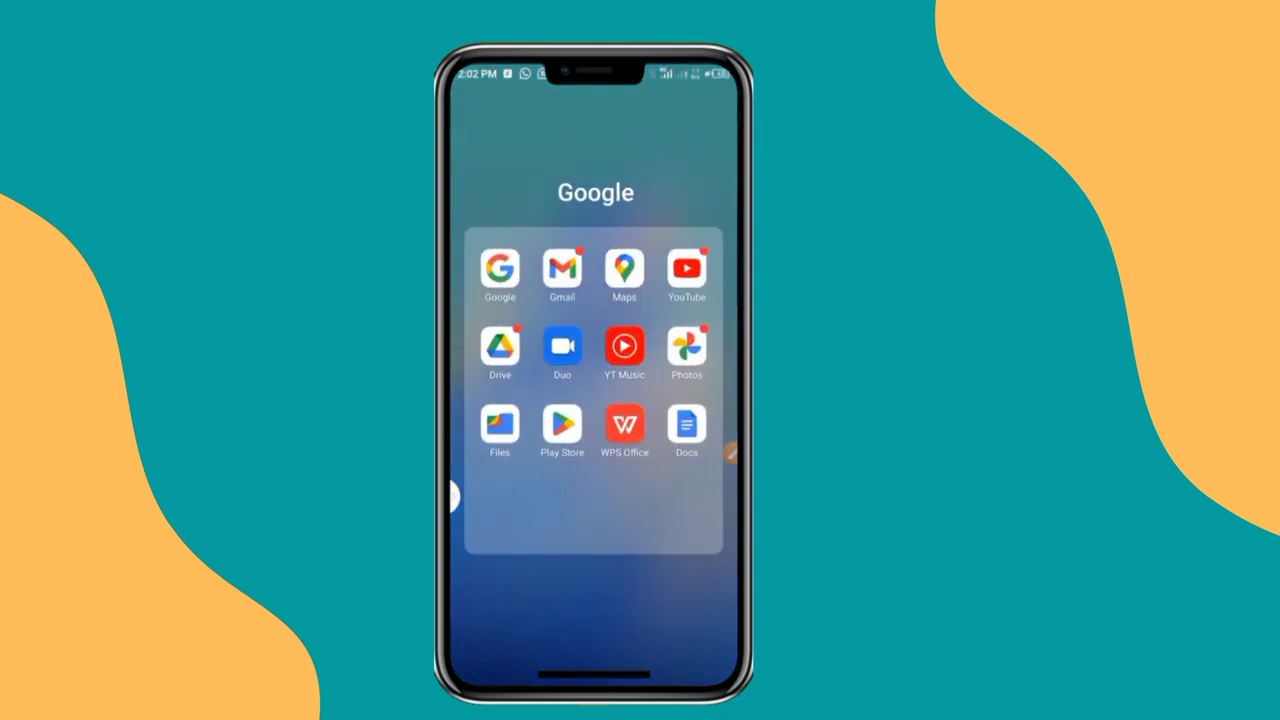 2:02 PM
Google
Google Gmail Maps YouTube
Drive Duo YT Music Photos
Files Play Store WPS Office Docs